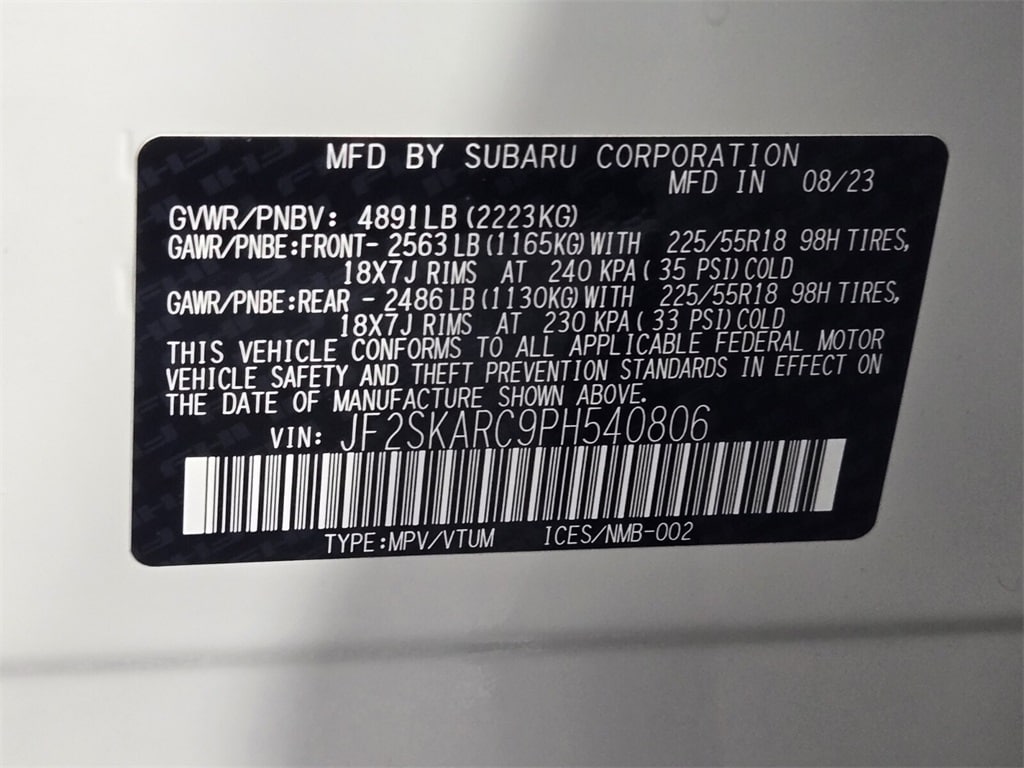 MFD BY SUBARU CORPORATION
MFD IN 08/23
GVWR/PNBV: 4891LB (2223KG)
GAWR/PNBE:FRONT- 2563 LB (1165KG) WITH 225/55R18 98H TIRES,
18X7J RIMS AT 240 KPA ( 35 PSI) COLD
GAWR/PNBE:REAR - 2486 LB (1130KG) WITH 225/55R18 98H TIRES,
18X7J RIMS AT 230 KPA ( 33 PSI) COLD
THIS VEHICLE CONFORMS TO ALL APPLICABLE FEDERAL MOTOR
VEHICLE SAFETY AND THEFT PREVENTION STANDARDS IN EFFECT ON
THE DATE OF MANUFACTURE SHOWN ABOVE.
VIN: JF2SKARC9PH540806
TYPE:MPV/VTUM ICES/NMB-002